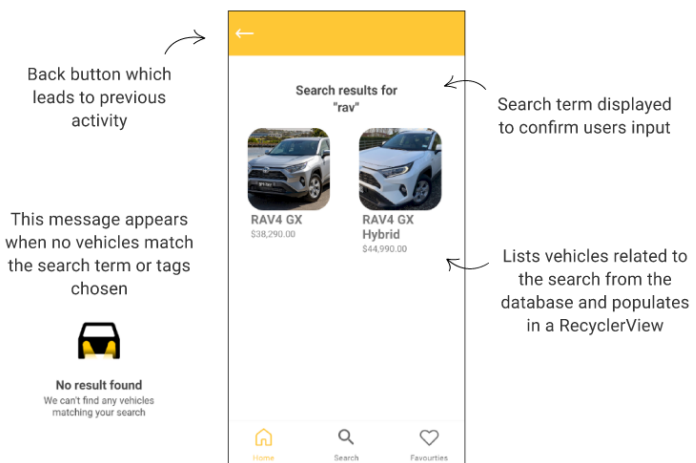 Back button which
leads to previous
activity
Search results for
"rav"
Search term displayed
to confirm users input
RAV4 GX
$38,290.00
RAV4 GX
Hybrid
$44,990.00
This message appears
when no vehicles match
the search term or tags
chosen
Lists vehicles related to
the search from the
database and populates
in a RecyclerView
No result found
We can't find any vehicles
matching your search
Home
Search
Favourties